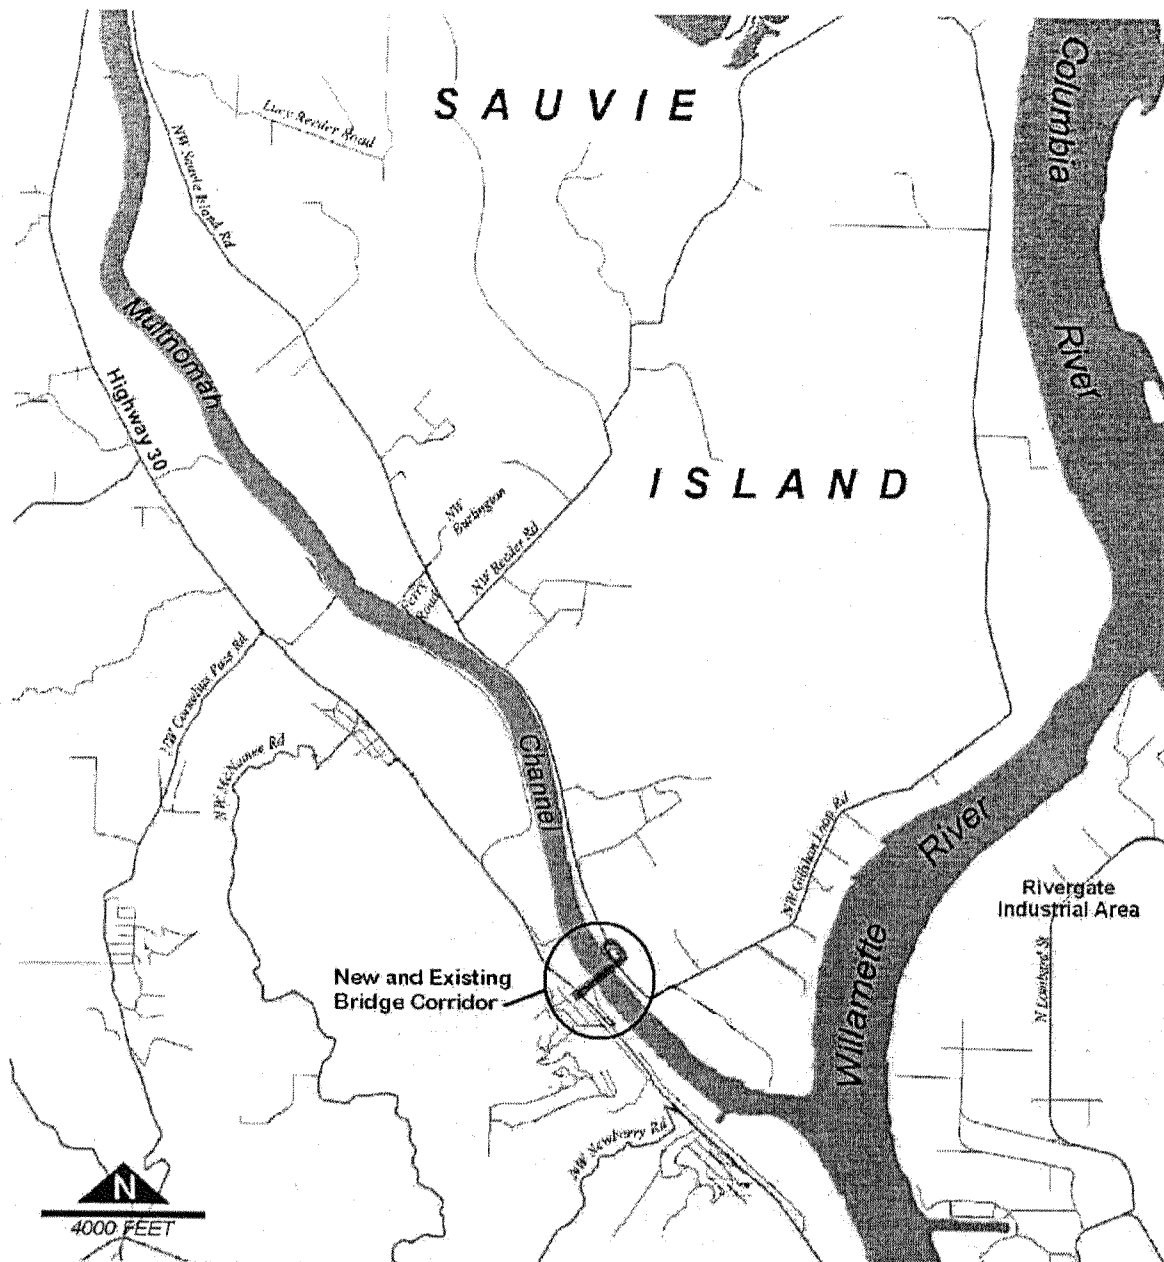 SAUVIE
Columbia
Lucy Reeder Road
NW Sauvie Island Rd
Multnomah
River
Highway 30
ISLAND
NW
Burlington
Ferry
Road
NW Reeder Rd
NW Cornelius Pass Rd
NW McNamee Rd
Channel
NW Gillihan Loop Rd
River
Rivergate
Industrial Area
Willamette
N Lombard St
New and Existing
Bridge Corridor
NW Newberry Rd
N
4000 FEET